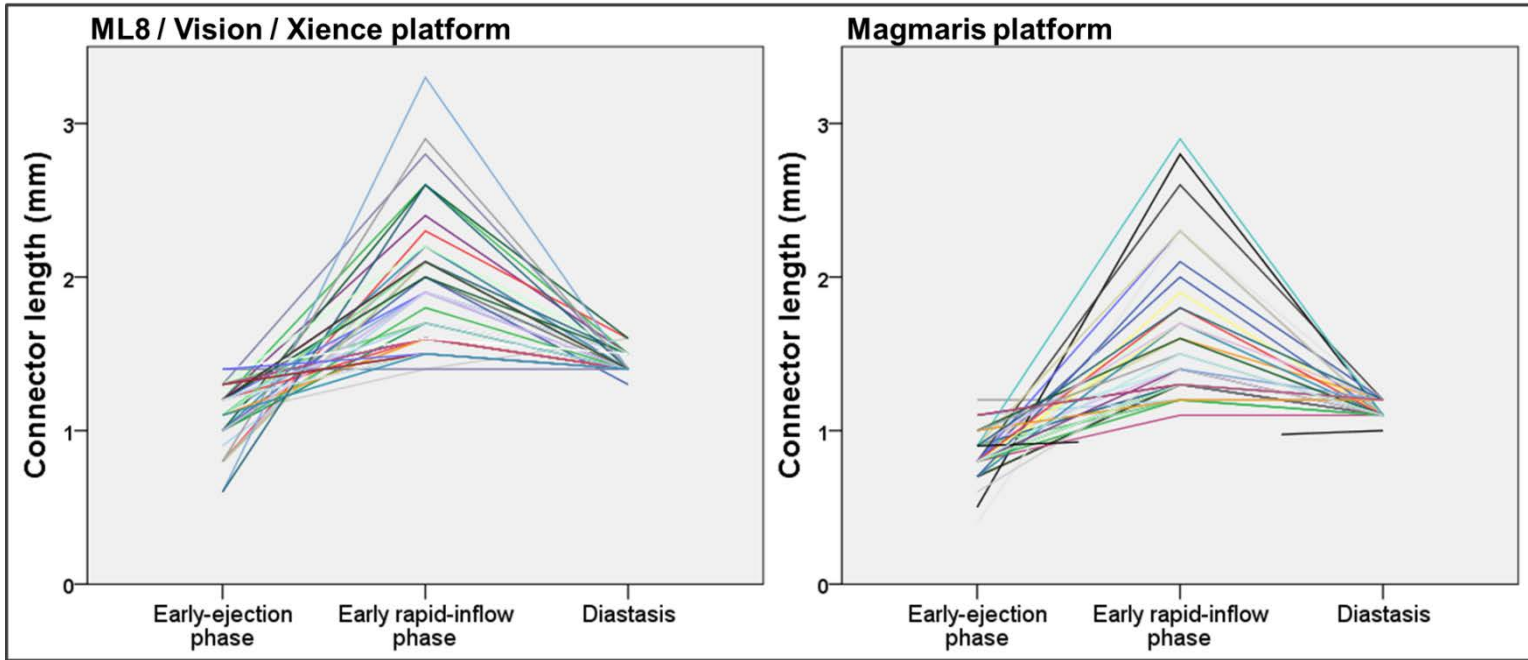 ML8 / Vision / Xience platform
Connector length (mm)
3
2
1
0
Early-ejection
phase
Early rapid-inflow
phase
Diastasis
Magmaris platform
Connector length (mm)
3
2
1
0
Early-ejection
phase
Early rapid-inflow
phase
Diastasis